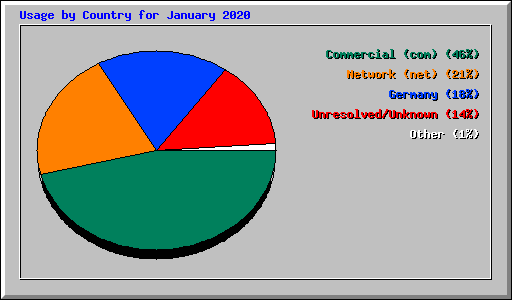 Usage by Country for January 2020
Commercial (com) (46%)
Network (net) (21%)
Germany (18%)
Unresolved/Unknown (14%)
Other (1%)